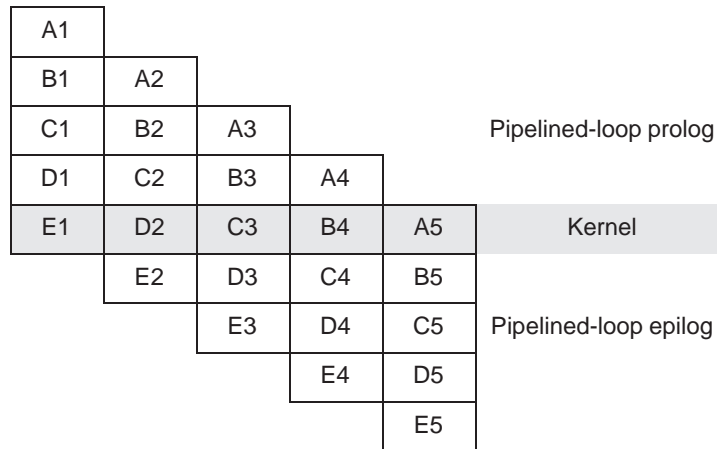 A1
B1 A2
C1 B2 A3 Pipelined-loop prolog
D1 C2 B3 A4
E1 D2 C3 B4 A5 Kernel
E2 D3 C4 B5
E3 D4 C5 Pipelined-loop epilog
E4 D5
E5